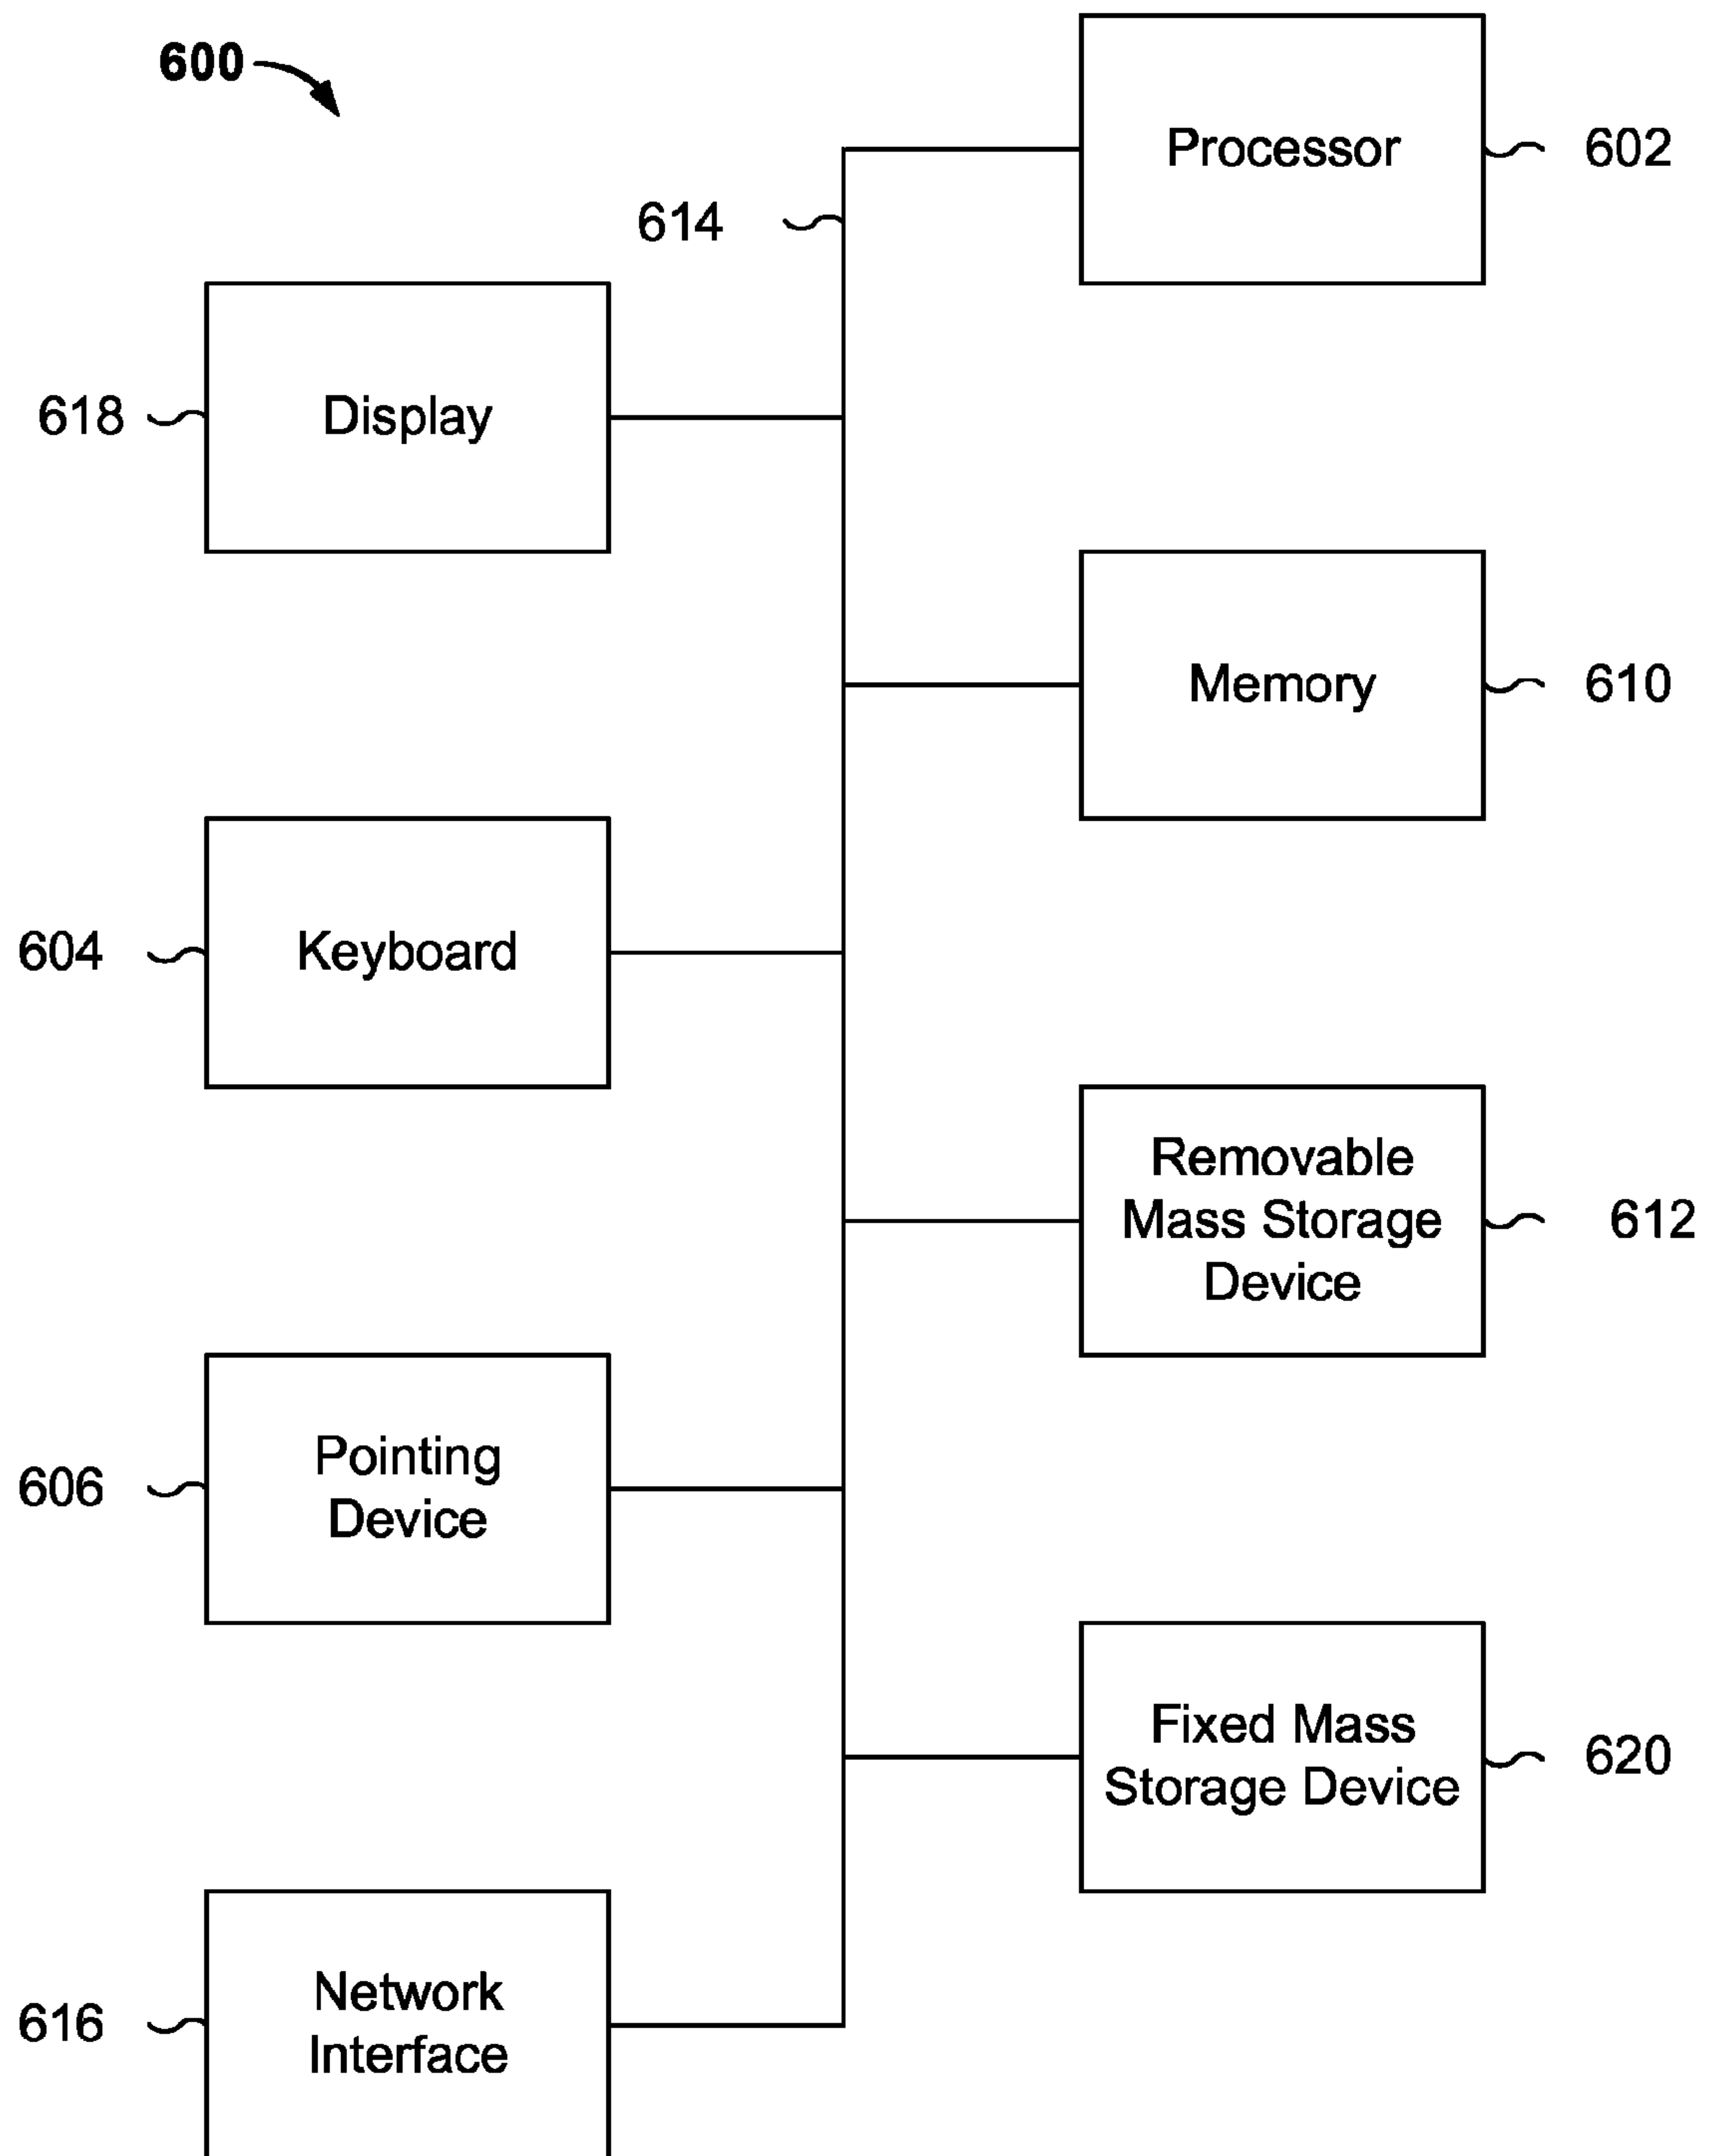 600
Processor
602
614
618
Display
Memory
610
604
Keyboard
Removable
Mass Storage
Device
612
606
Pointing
Device
Fixed Mass
Storage Device
620
616
Network
Interface